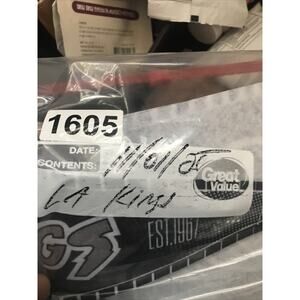 1605
DATE:
CONTENTS:
Great Value
LA Kings
GS
EST. 1967